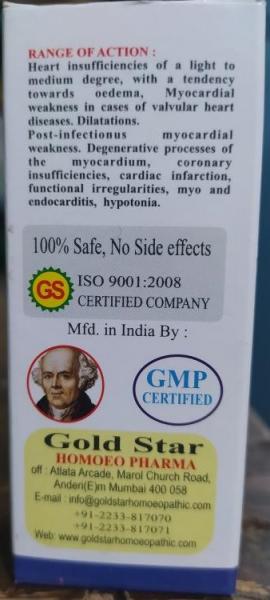 RANGE OF ACTION :
Heart insufficiencies of a light to
medium degree, with a tendency
towards oedema, Myocardial
weakness in cases of valvular heart
diseases. Dilatations.
Post-infectionus myocardial
weakness. Degenerative processes of
the myocardium, coronary
insufficiencies, cardiac infarction,
functional irregularities, myo and
endocarditis, hypotonia.
100% Safe, No Side effects
GS
ISO 9001:2008
CERTIFIED COMPANY
Mfd. in India By :
GMP
CERTIFIED
Gold Star
HOMOEO PHARMA
off : Atlata Arcade, Marol Church Road,
Anderi(E)m Mumbai 400 058
E-mail : info@goldstarhomoeopathic.com
+91-2233-817070
+91-2233-817071
Web: www.goldstarhomoeopathic.com